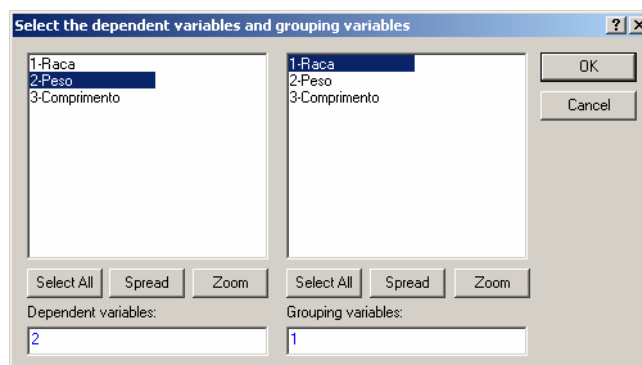 Select the dependent variables and grouping variables
1-Raca
2-Peso
3-Comprimento
1-Raca
2-Peso
3-Comprimento
OK
Cancel
Select All Spread Zoom
Select All Spread Zoom
Dependent variables:
Grouping variables:
2
1